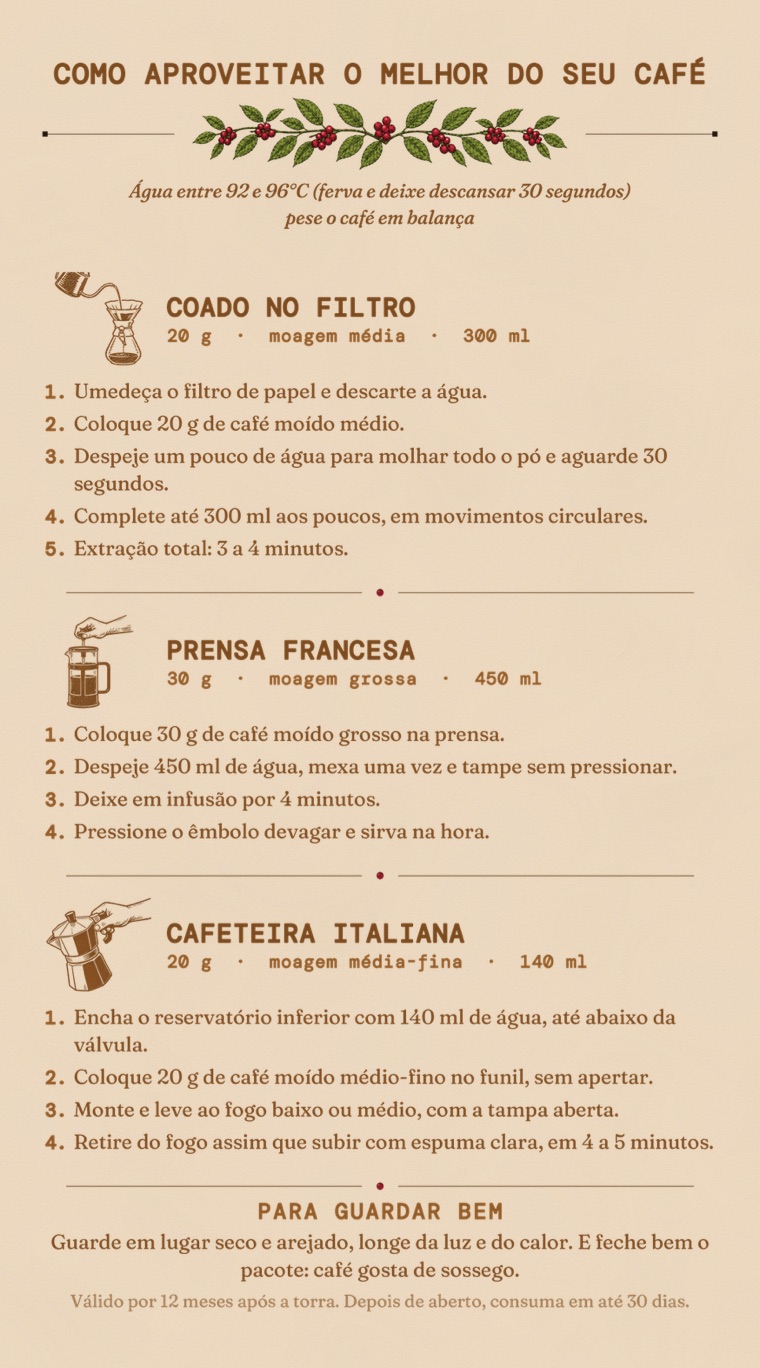 COMO APROVEITAR O MELHOR DO SEU CAFÉ
Água entre 92 e 96°C (ferva e deixe descansar 30 segundos)
pese o café em balança
COADO NO FILTRO
20 g · moagem média · 300 ml
1. Umedeça o filtro de papel e descarte a água.
2. Coloque 20 g de café moído médio.
3. Despeje um pouco de água para molhar todo o pó e aguarde 30
segundos.
4. Complete até 300 ml aos poucos, em movimentos circulares.
5. Extração total: 3 a 4 minutos.
PRENSA FRANCESA
30 g · moagem grossa · 450 ml
1. Coloque 30 g de café moído grosso na prensa.
2. Despeje 450 ml de água, mexa uma vez e tampe sem pressionar.
3. Deixe em infusão por 4 minutos.
4. Pressione o êmbolo devagar e sirva na hora.
CAFETEIRA ITALIANA
20 g · moagem média-fina · 140 ml
1. Encha o reservatório inferior com 140 ml de água, até abaixo da
válvula.
2. Coloque 20 g de café moído médio-fino no funil, sem apertar.
3. Monte e leve ao fogo baixo ou médio, com a tampa aberta.
4. Retire do fogo assim que subir com espuma clara, em 4 a 5 minutos.
PARA GUARDAR BEM
Guarde em lugar seco e arejado, longe da luz e do calor. E feche bem o
pacote: café gosta de sossego.
Válido por 12 meses após a torra. Depois de aberto, consuma em até 30 dias.